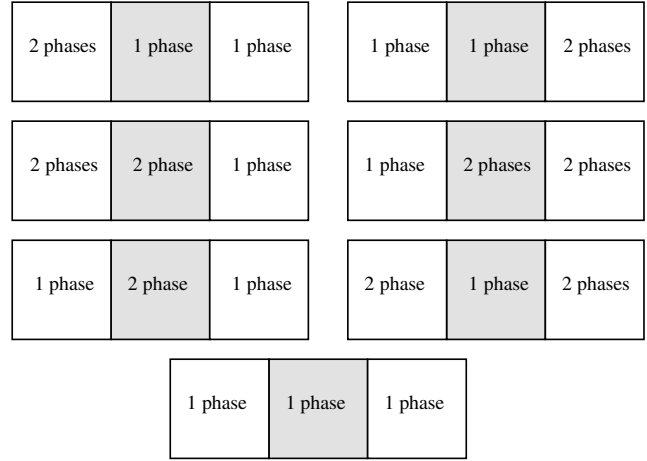 2 phases 1 phase 1 phase
1 phase 1 phase 2 phases
2 phases 2 phase 1 phase
1 phase 2 phases 2 phases
1 phase 2 phase 1 phase
2 phase 1 phase 2 phases
1 phase 1 phase 1 phase